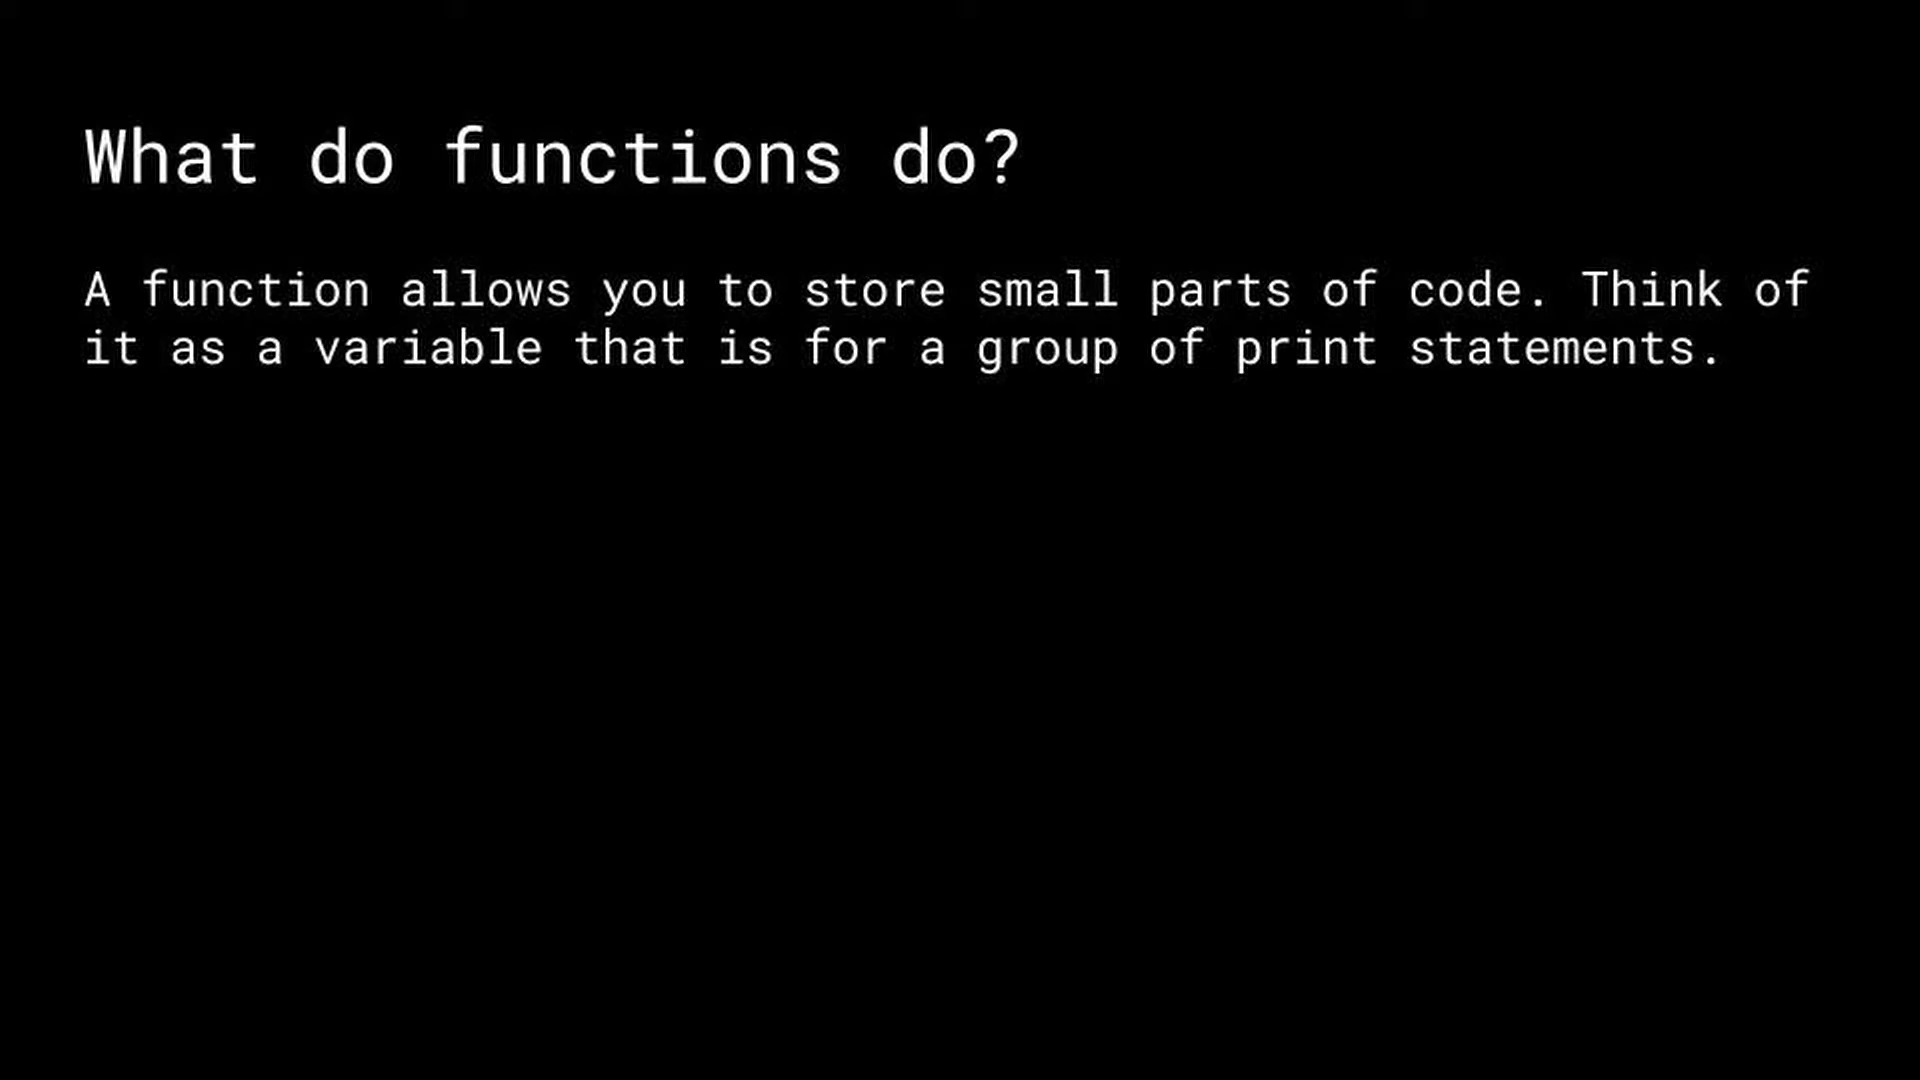 What do functions do?
A function allows you to store small parts of code. Think of
it as a variable that is for a group of print statements.